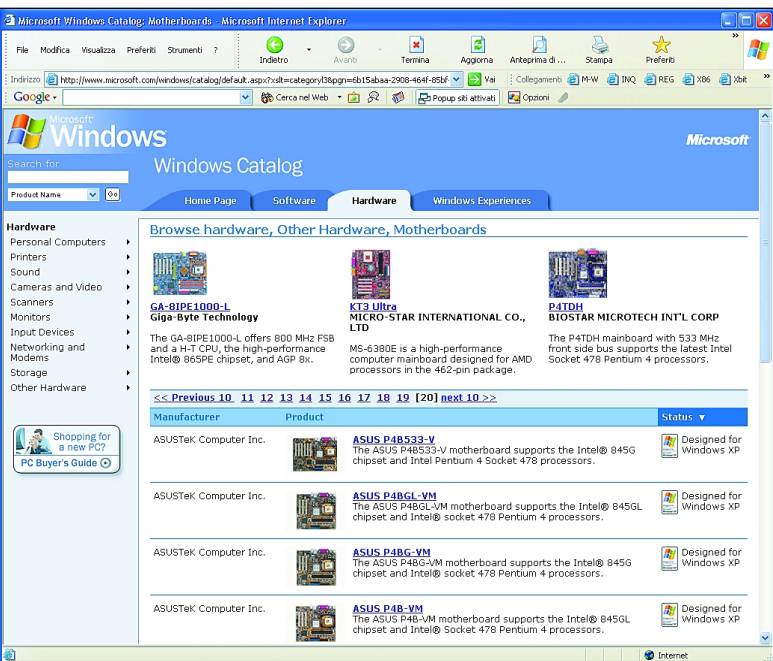 Microsoft Windows Catalog: Motherboards - Microsoft Internet Explorer
File Modifica Visualizza Preferiti Strumenti ?
Indietro Avanti Termina Aggiorna Anteprima di ... Stampa Preferiti »
Indirizzo http://www.microsoft.com/windows/catalog/default.aspx?xslt=categoryl3&pgn=6b15abaa-2908-464f-85bf- Vai Collegamenti M-W INQ REG X86 Xbit »
Google - Cerca nel Web Popup siti attivati Opzioni
Microsoft
Windows
Microsoft
Search for
Windows Catalog
Product Name Go
Home Page Software Hardware Windows Experiences
Hardware
Personal Computers
Printers
Sound
Cameras and Video
Scanners
Monitors
Input Devices
Networking and
Modems
Storage
Other Hardware
Shopping for
a new PC?
PC Buyer's Guide
Browse hardware, Other Hardware, Motherboards
GA-8IPE1000-L
Giga-Byte Technology
The GA-8IPE1000-L offers 800 MHz FSB
and a H-T CPU, the high-performance
Intel® 865PE chipset, and AGP 8x.
KT3 Ultra
MICRO-STAR INTERNATIONAL CO.,
LTD
MS-6380E is a high-performance
computer mainboard designed for AMD
processors in the 462-pin package.
P4TDH
BIOSTAR MICROTECH INT'L CORP
The P4TDH mainboard with 533 MHz
front side bus supports the latest Intel
Socket 478 Pentium 4 processors.
<< Previous 10 11 12 13 14 15 16 17 18 19 [20] next 10 >>
Manufacturer Product Status
ASUSTeK Computer Inc.
ASUS P4B533-V
The ASUS P4B533-V motherboard supports the Intel® 845G
chipset and Intel Pentium 4 Socket 478 processors.
Designed for
Windows XP
ASUSTeK Computer Inc.
ASUS P4BGL-VM
The ASUS P4BGL-VM motherboard supports the Intel® 845GL
chipset and Intel® socket 478 Pentium 4 processors.
Designed for
Windows XP
ASUSTeK Computer Inc.
ASUS P4BG-VM
The ASUS P4BG-VM motherboard supports the Intel® 845G
chipset and Intel® socket 478 Pentium 4 processors.
Designed for
Windows XP
ASUSTeK Computer Inc.
ASUS P4B-VM
The ASUS P4B-VM motherboard supports the Intel® 845GL
chipset and Intel® socket 478 Pentium 4 processors.
Designed for
Windows XP
Internet